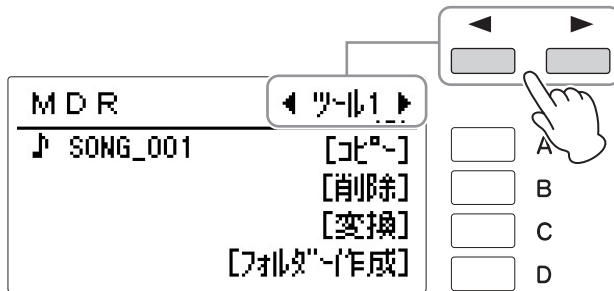 ◀ ▶
MDR ◀ ツール1 ▶
♪ SONG_001 [コピー] A
[削除] B
[変換] C
[フォルダー作成] D